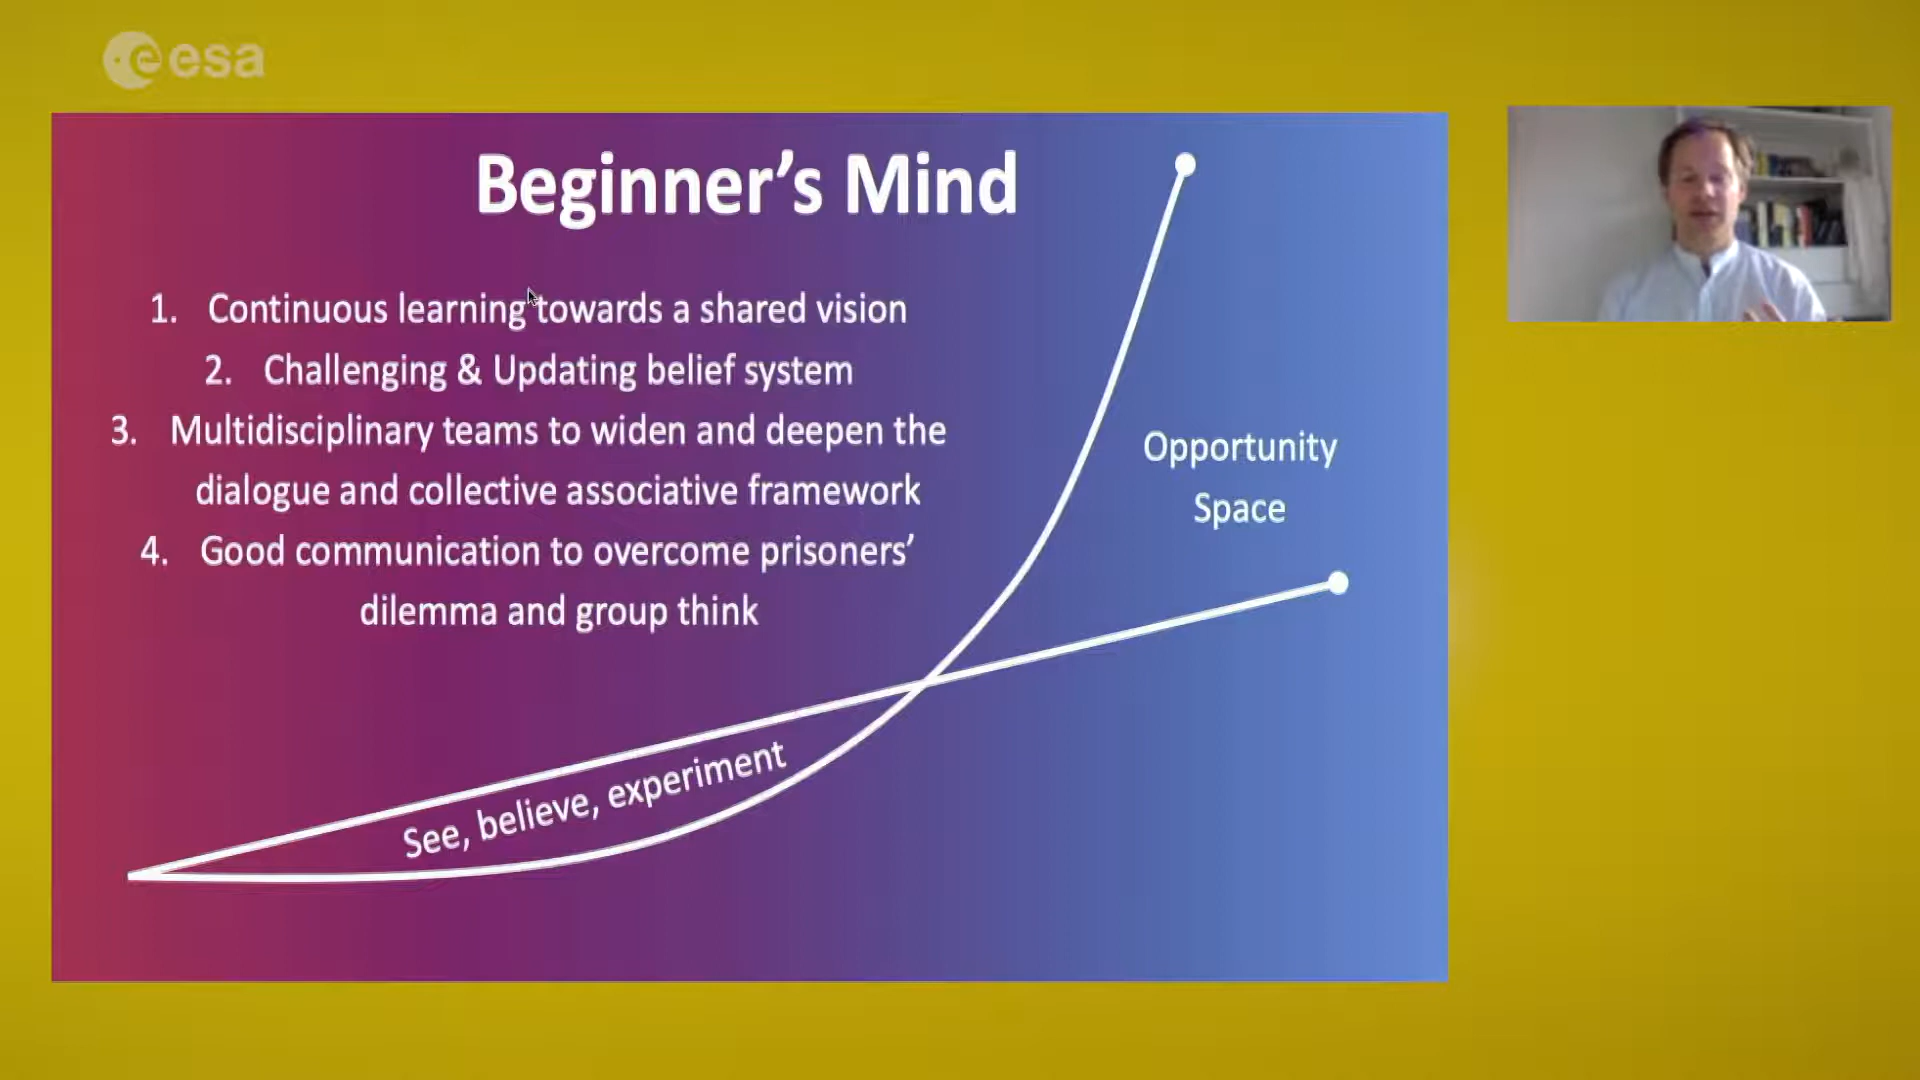 esa
Beginner’s Mind
1. Continuous learning towards a shared vision
2. Challenging & Updating belief system
3. Multidisciplinary teams to widen and deepen the
dialogue and collective associative framework
4. Good communication to overcome prisoners’
dilemma and group think
Opportunity
Space
See, believe, experiment